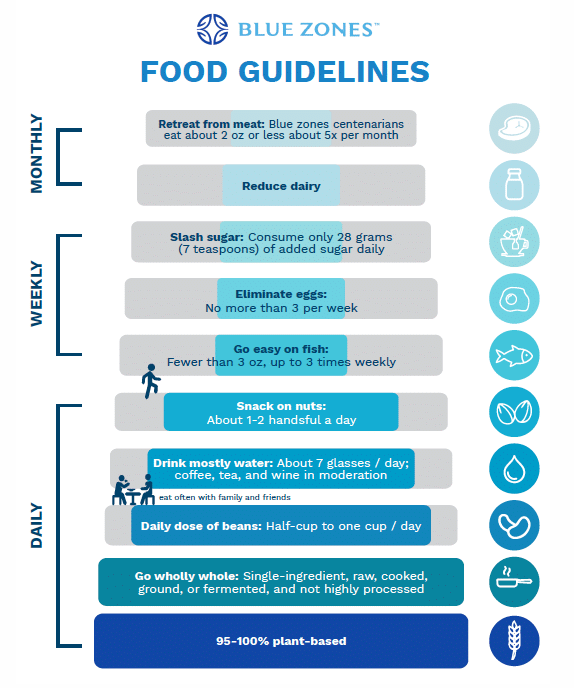 BLUE ZONES™
FOOD GUIDELINES
MONTHLY
Retreat from meat: Blue zones centenarians
eat about 2 oz or less about 5x per month
Reduce dairy
WEEKLY
Slash sugar: Consume only 28 grams
(7 teaspoons) of added sugar daily
Eliminate eggs:
No more than 3 per week
Go easy on fish:
Fewer than 3 oz, up to 3 times weekly
DAILY
Snack on nuts:
About 1-2 handsful a day
Drink mostly water: About 7 glasses / day;
coffee, tea, and wine in moderation
eat often with family and friends
Daily dose of beans: Half-cup to one cup / day
Go wholly whole: Single-ingredient, raw, cooked,
ground, or fermented, and not highly processed
95-100% plant-based